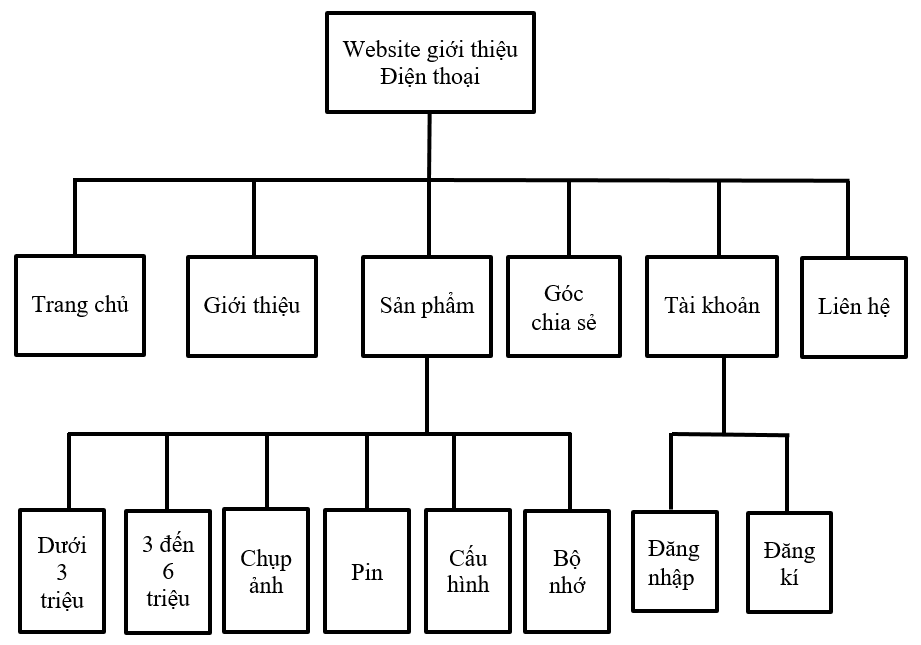 Website giới thiệu
Điện thoại
Trang chủ
Giới thiệu
Sản phẩm
Góc
chia sẻ
Tài khoản
Liên hệ
Dưới
3
triệu
3 đến
6
triệu
Chụp
ảnh
Pin
Cấu
hình
Bộ
nhớ
Đăng
nhập
Đăng
kí